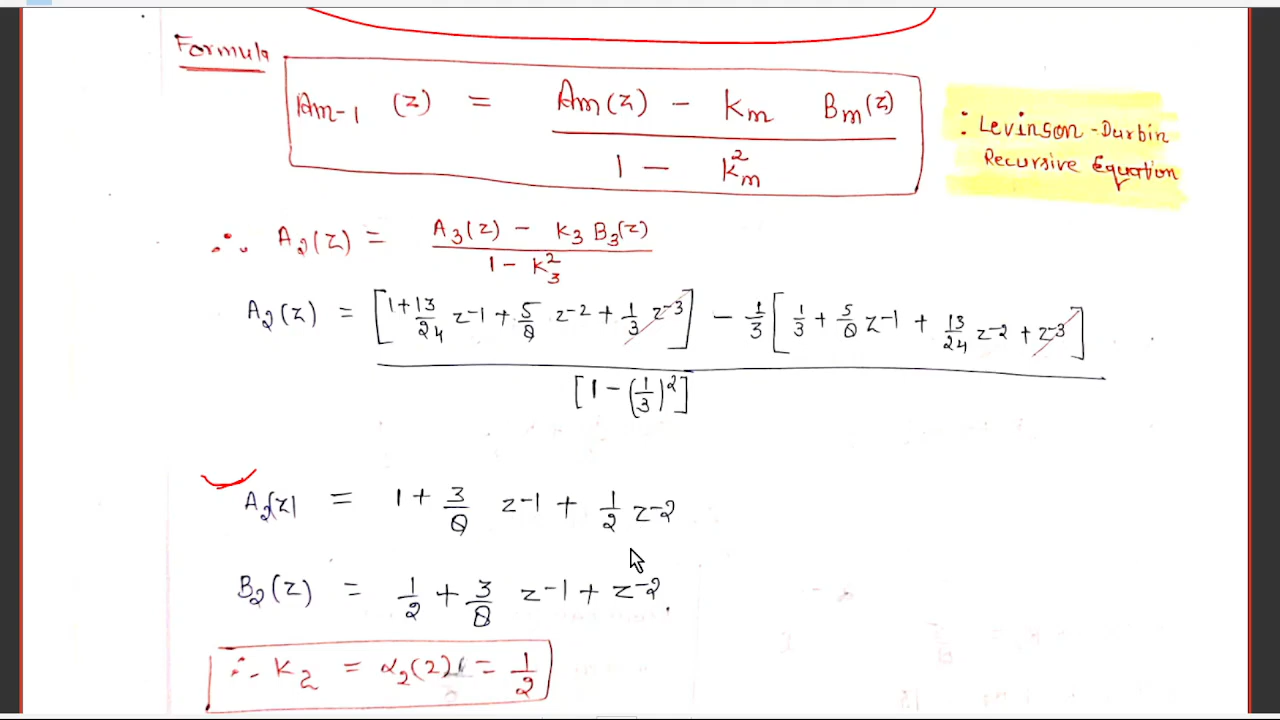 Formula
Am-1 (z) = Am(z) - Km Bm(z) / 1 - Km²
: Levinson-Durbin
Recursive Equation
∴ A2(z) = A3(z) - K3 B3(z) / 1 - K3²
A2(z) = [1+13/24 z-1 + 5/8 z-2 + 1/3 z-3] - 1/3 [1/3 + 5/8 z-1 + 13/24 z-2 + z-3] / [1 - (1/3)²]
A2(z) = 1 + 3/8 z-1 + 1/2 z-2
B2(z) = 1/2 + 3/8 z-1 + z-2.
∴ K2 = α2(2) = 1/2